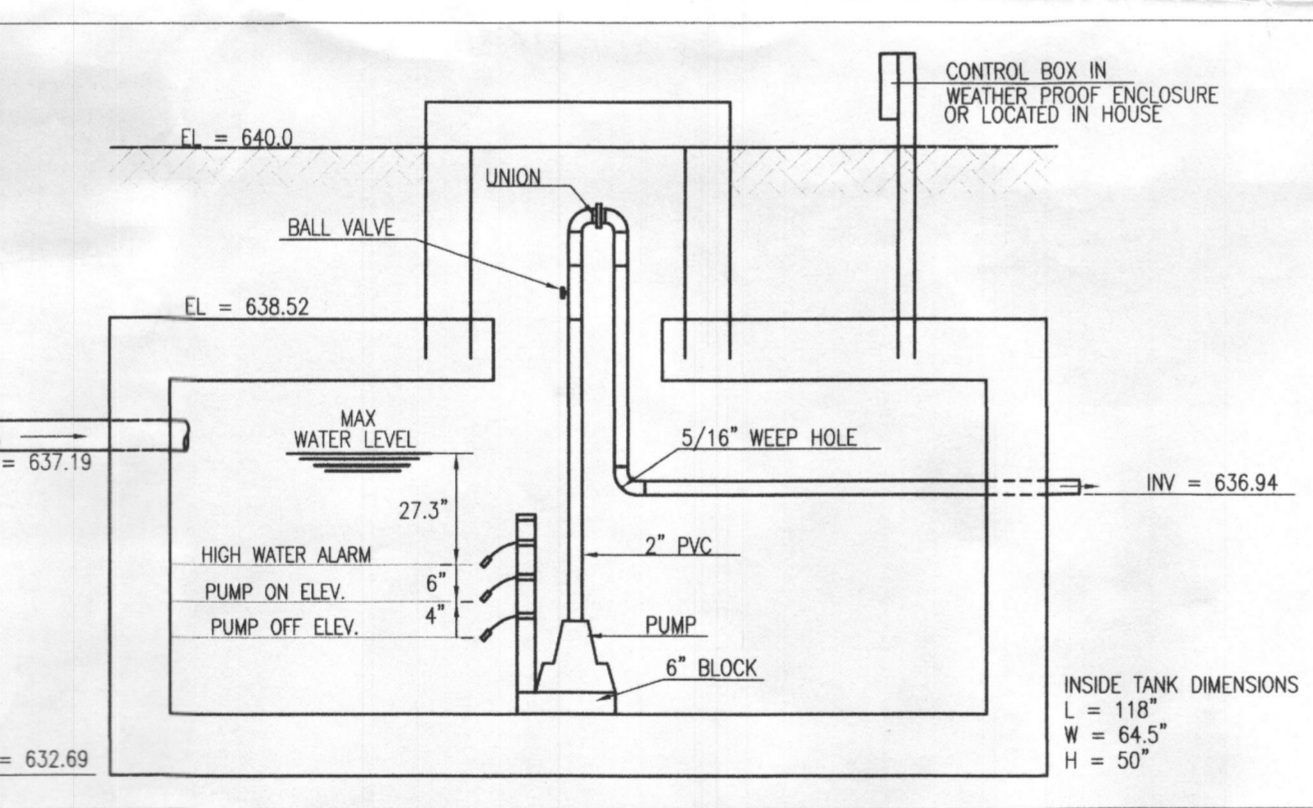 CONTROL BOX IN
WEATHER PROOF ENCLOSURE
OR LOCATED IN HOUSE
EL = 640.0
UNION
BALL VALVE
EL = 638.52
MAX
WATER LEVEL
5/16" WEEP HOLE
= 637.19
INV = 636.94
27.3"
HIGH WATER ALARM
2" PVC
6"
PUMP ON ELEV.
4"
PUMP OFF ELEV.
PUMP
6" BLOCK
INSIDE TANK DIMENSIONS
L = 118"
W = 64.5"
H = 50"
= 632.69